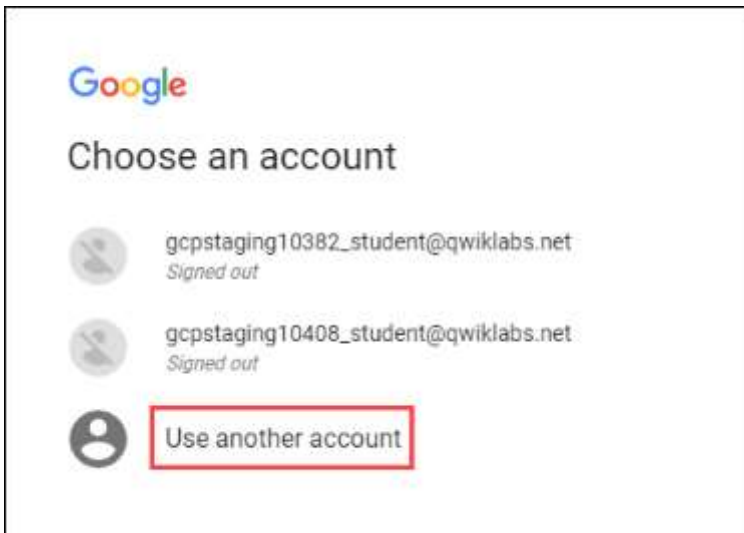 Google
Choose an account
gcpstaging10382_student@qwiklabs.net
Signed out
gcpstaging10408_student@qwiklabs.net
Signed out
Use another account